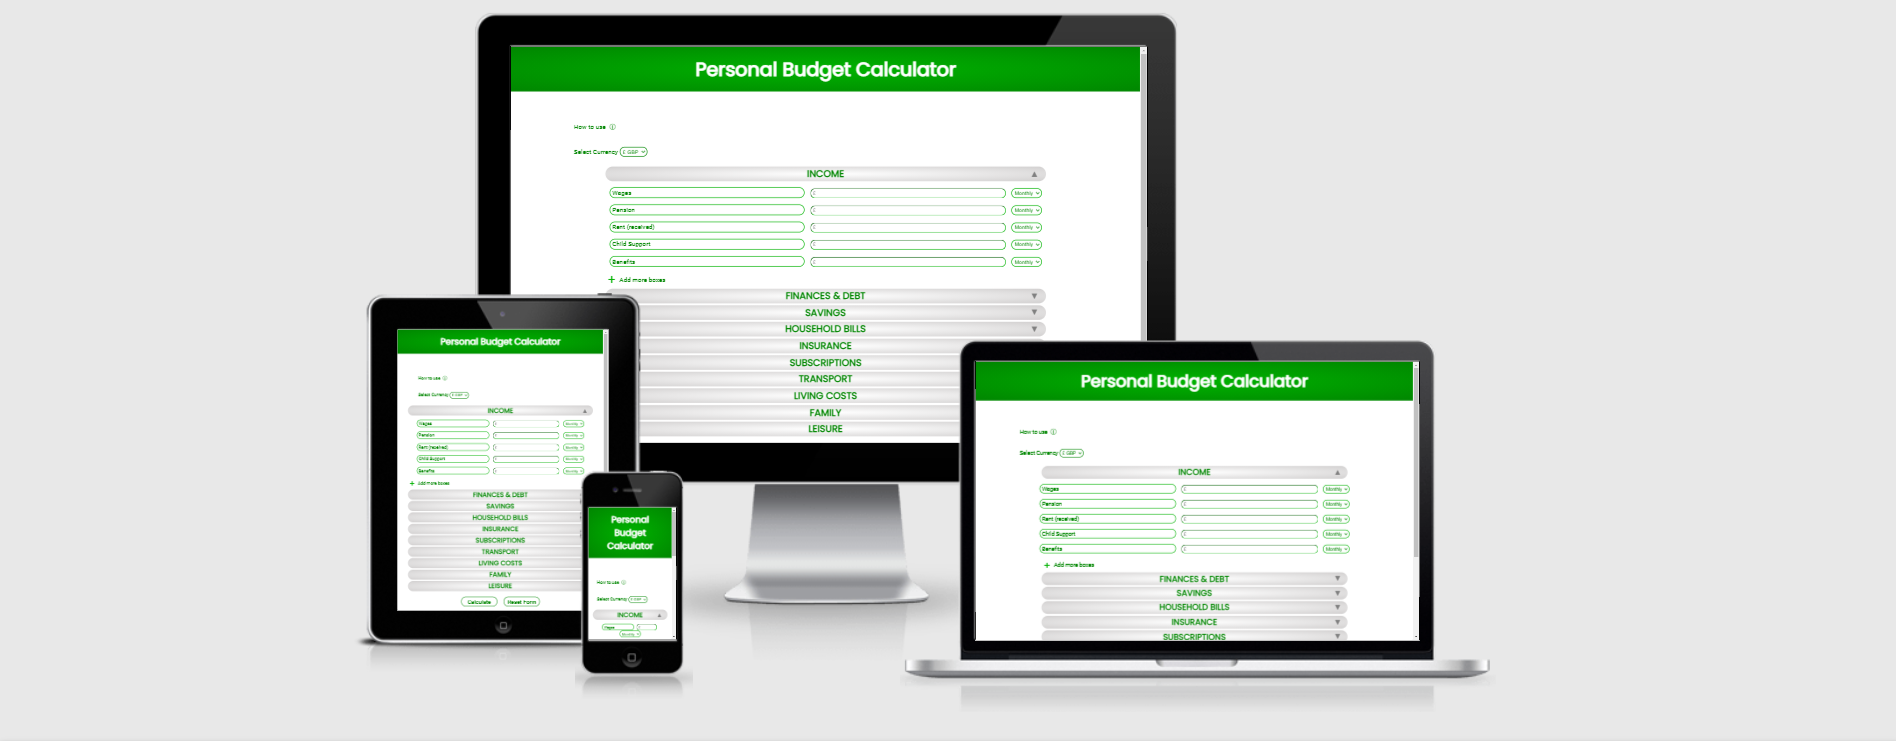 Personal Budget Calculator
How to use ⓘ
Select Currency £ GBP
INCOME ▲
Wages £ Monthly
Pension £ Monthly
Rent (received) £ Monthly
Child Support £ Monthly
Benefits £ Monthly
+ Add more boxes
FINANCES & DEBT ▼
SAVINGS ▼
HOUSEHOLD BILLS ▼
INSURANCE
SUBSCRIPTIONS
TRANSPORT
LIVING COSTS
FAMILY
LEISURE
Personal Budget Calculator
How to use ⓘ
Select Currency £ GBP
INCOME ▲
Wages £ Monthly
Pension £ Monthly
Rent (received) £ Monthly
Child Support £ Monthly
Benefits £ Monthly
+ Add more boxes
FINANCES & DEBT
SAVINGS
HOUSEHOLD BILLS
INSURANCE
SUBSCRIPTIONS
TRANSPORT
LIVING COSTS
FAMILY
LEISURE
Calculate Reset Form
Personal
Budget
Calculator
How to use ⓘ
Select Currency £ GBP
INCOME ▲
Wages £
Monthly
Personal Budget Calculator
How to use ⓘ
Select Currency £ GBP
INCOME ▲
Wages £ Monthly
Pension £ Monthly
Rent (received) £ Monthly
Child Support £ Monthly
Benefits £ Monthly
+ Add more boxes
FINANCES & DEBT ▼
SAVINGS ▼
HOUSEHOLD BILLS ▼
INSURANCE ▼
SUBSCRIPTIONS ▼